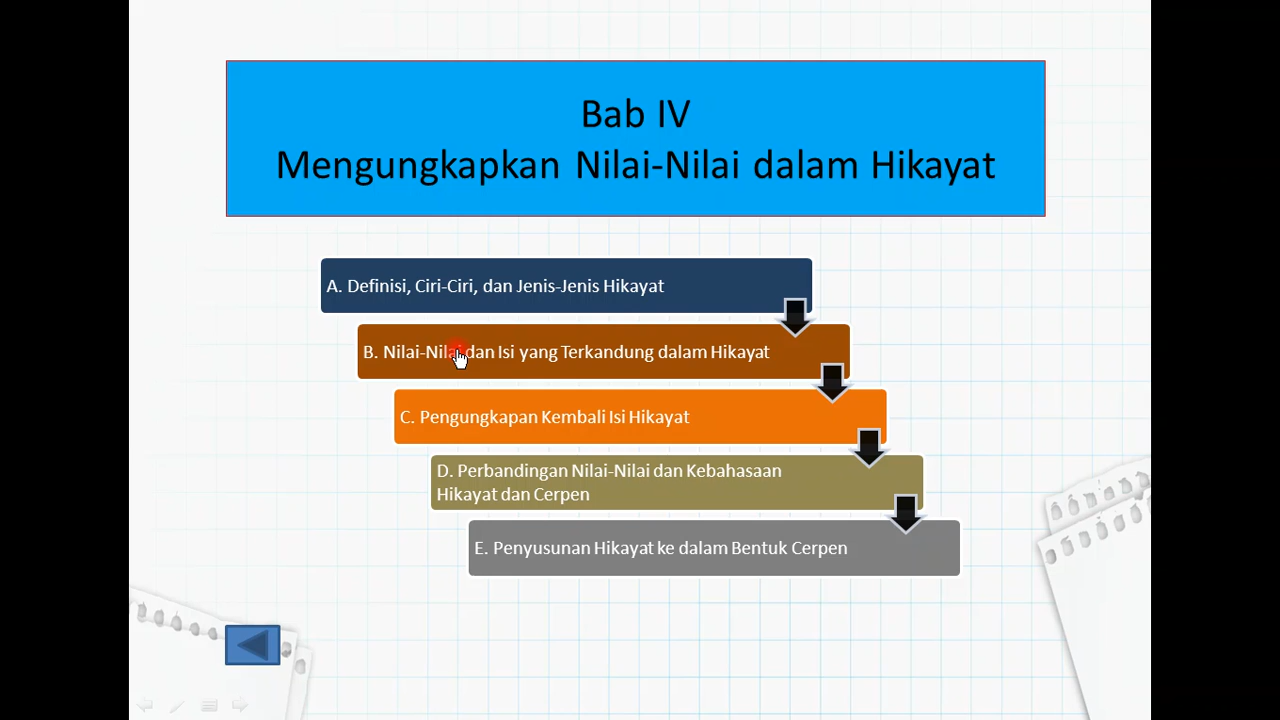 Bab IV
Mengungkapkan Nilai-Nilai dalam Hikayat
A. Definisi, Ciri-Ciri, dan Jenis-Jenis Hikayat
B. Nilai-Nilai dan Isi yang Terkandung dalam Hikayat
C. Pengungkapan Kembali Isi Hikayat
D. Perbandingan Nilai-Nilai dan Kebahasaan
Hikayat dan Cerpen
E. Penyusunan Hikayat ke dalam Bentuk Cerpen